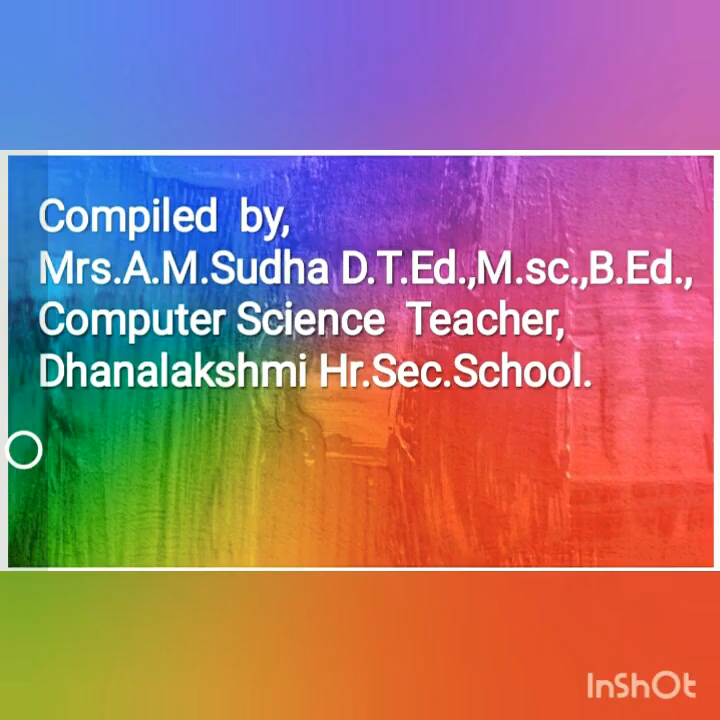 Compiled by,
Mrs.A.M.Sudha D.T.Ed.,M.sc.,B.Ed.,
Computer Science Teacher,
Dhanalakshmi Hr.Sec.School.
InShOt